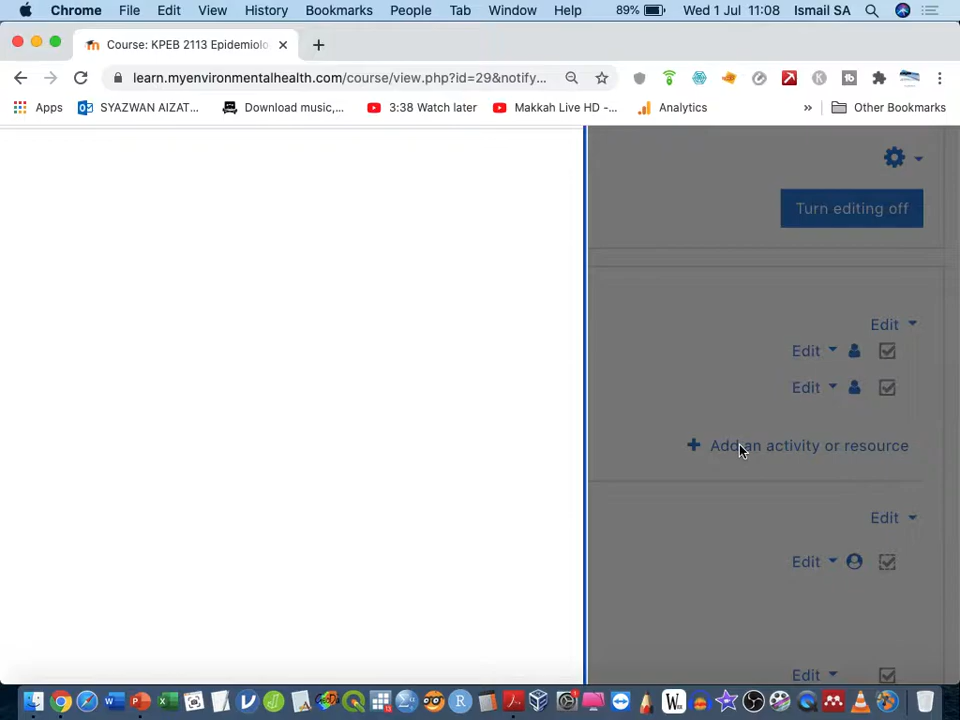 Chrome File Edit View History Bookmarks People Tab Window Help 89% Wed 1 Jul 11:08 Ismail SA
Course: KPEB 2113 Epidemiolo
learn.myenvironmentalhealth.com/course/view.php?id=29&notify...
Apps SYAZWAN AIZAT... Download music,... 3:38 Watch later Makkah Live HD -... Analytics » Other Bookmarks
Turn editing off
Edit
Edit
Edit
Add an activity or resource
Edit
Edit
Edit